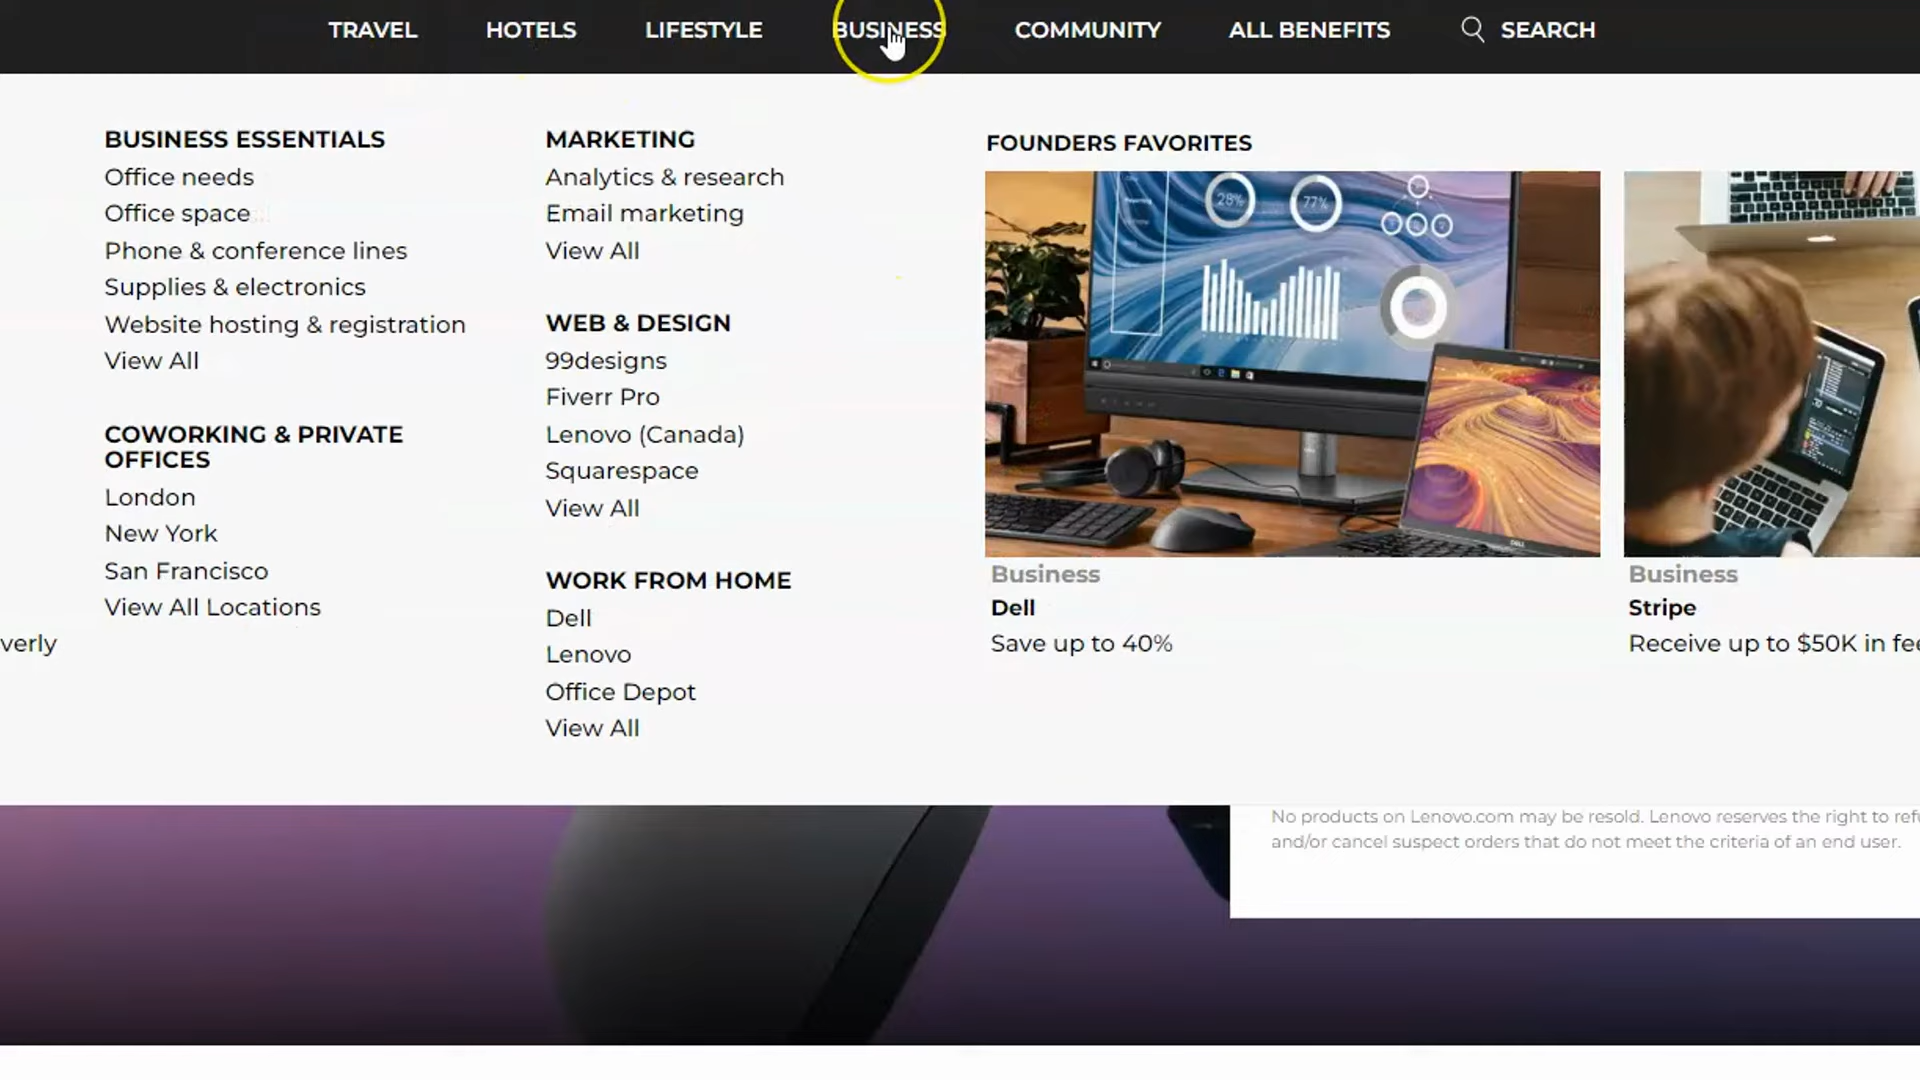 TRAVEL
HOTELS
LIFESTYLE
BUSINESS
COMMUNITY
ALL BENEFITS
SEARCH
BUSINESS ESSENTIALS
Office needs
Office space
Phone & conference lines
Supplies & electronics
Website hosting & registration
View All
COWORKING & PRIVATE
OFFICES
London
New York
San Francisco
View All Locations
verly
MARKETING
Analytics & research
Email marketing
View All
WEB & DESIGN
99designs
Fiverr Pro
Lenovo (Canada)
Squarespace
View All
WORK FROM HOME
Dell
Lenovo
Office Depot
View All
FOUNDERS FAVORITES
28%
77%
DELL
Business
Dell
Save up to 40%
Business
Stripe
Receive up to $50K in fee
No products on Lenovo.com may be resold. Lenovo reserves the right to refu
and/or cancel suspect orders that do not meet the criteria of an end user.